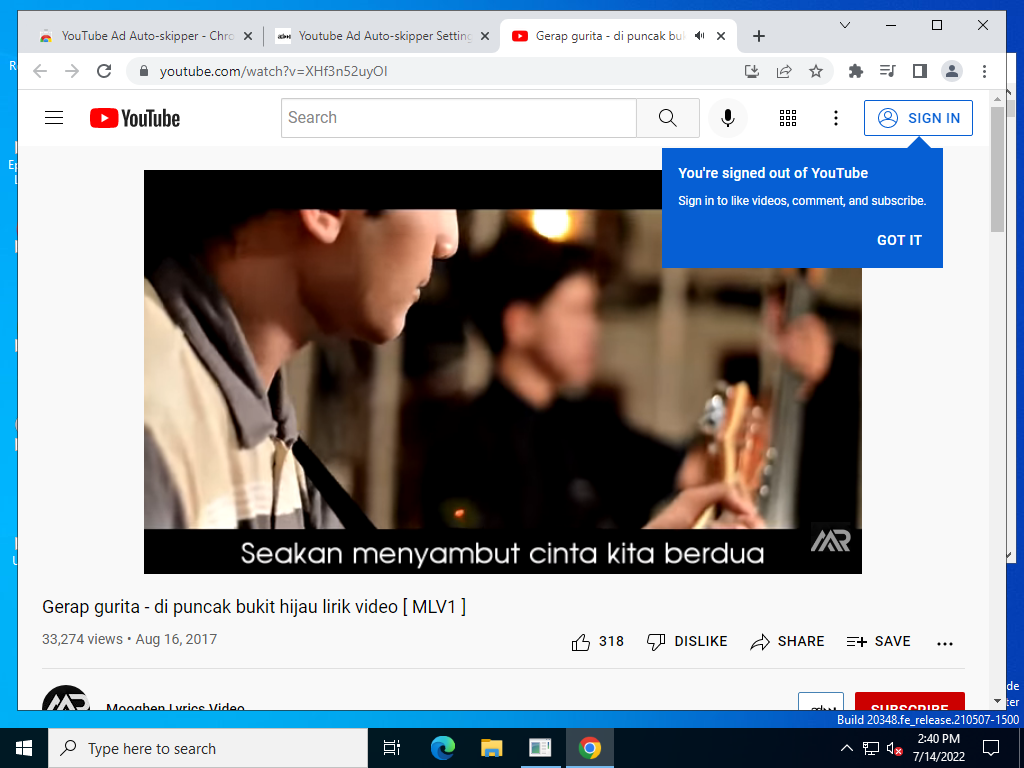 YouTube Ad Auto-skipper - Chro
Youtube Ad Auto-skipper Setting
Gerap gurita - di puncak bu
youtube.com/watch?v=XHf3n52uyOI
YouTube
Search
SIGN IN
You're signed out of YouTube
Sign in to like videos, comment, and subscribe.
GOT IT
MR
Seakan menyambut cinta kita berdua
Gerap gurita - di puncak bukit hijau lirik video [ MLV1 ]
33,274 views • Aug 16, 2017
318
DISLIKE
SHARE
SAVE
Mooghen Lyrics Video
SUBSCRIBE
Build 20348.fe_release.210507-1500
Type here to search
2:40 PM
7/14/2022